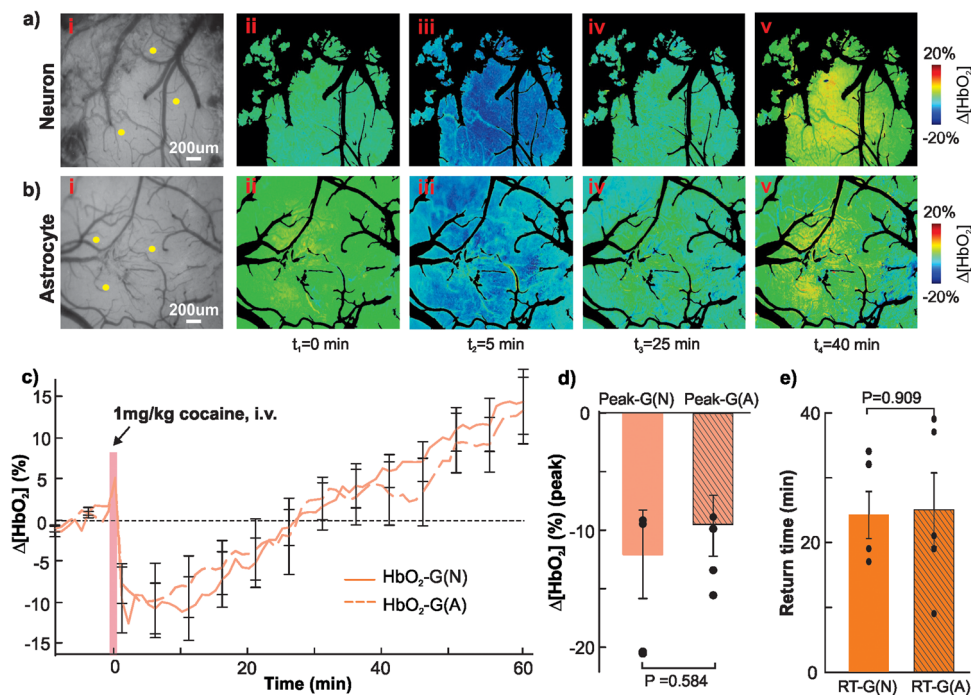 a)
Neuron
i
ii
iii
iv
v
200um
20%
Δ[HbO₂]
-20%
b)
Astrocyte
i
ii
iii
iv
v
200um
20%
Δ[HbO₂]
-20%
t₁=0 min
t₂=5 min
t₃=25 min
t₄=40 min
c)
1mg/kg cocaine, i.v.
Δ[HbO₂] (%)
15
10
5
0
-5
-10
-15
HbO₂-G(N)
HbO₂-G(A)
0
20
40
60
Time (min)
d)
Peak-G(N)
Peak-G(A)
Δ[HbO₂] (%) (peak)
0
-10
-20
P =0.584
e)
P=0.909
Return time (min)
40
20
0
RT-G(N)
RT-G(A)